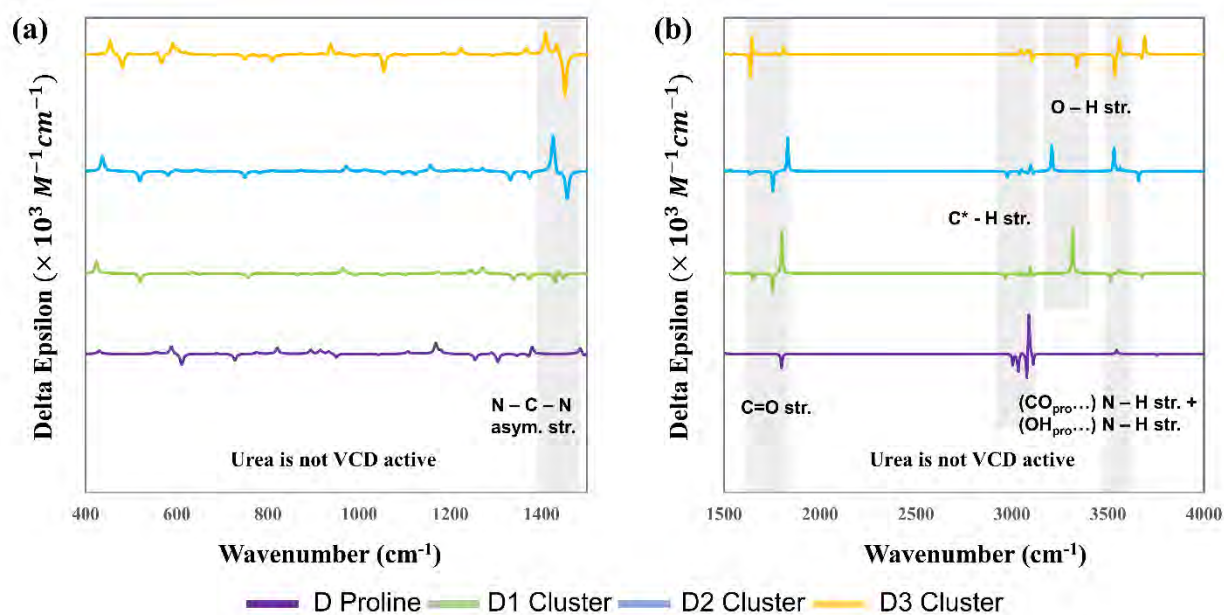 (a)
Delta Epsilon (× 10³ M⁻¹cm⁻¹)
N – C – N
asym. str.
Urea is not VCD active
400 600 800 1000 1200 1400
Wavenumber (cm⁻¹)
(b)
Delta Epsilon (× 10³ M⁻¹cm⁻¹)
O – H str.
C* - H str.
C=O str.
(COₚᵣₒ…) N – H str. +
(OHₚᵣₒ…) N – H str.
Urea is not VCD active
1500 2000 2500 3000 3500 4000
Wavenumber (cm⁻¹)
D Proline D1 Cluster D2 Cluster D3 Cluster